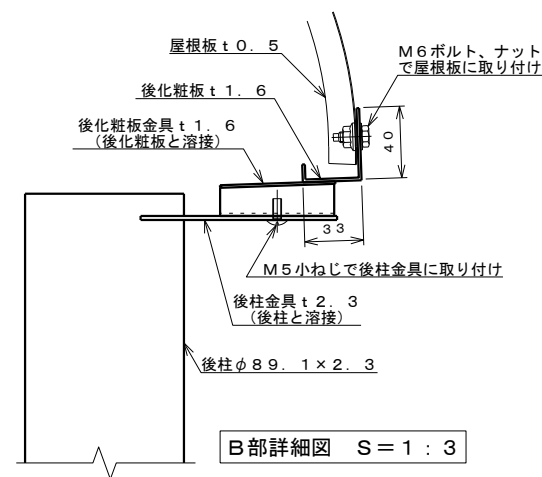 屋根板ｔ０．５
Ｍ６ボルト、ナット
で屋根板に取り付け
後化粧板ｔ１．６
後化粧板金具ｔ１．６
（後化粧板と溶接）
４０
３３
Ｍ５小ねじで後柱金具に取り付け
後柱金具ｔ２．３
（後柱と溶接）
後柱φ８９．１×２．３
Ｂ部詳細図　Ｓ＝１：３